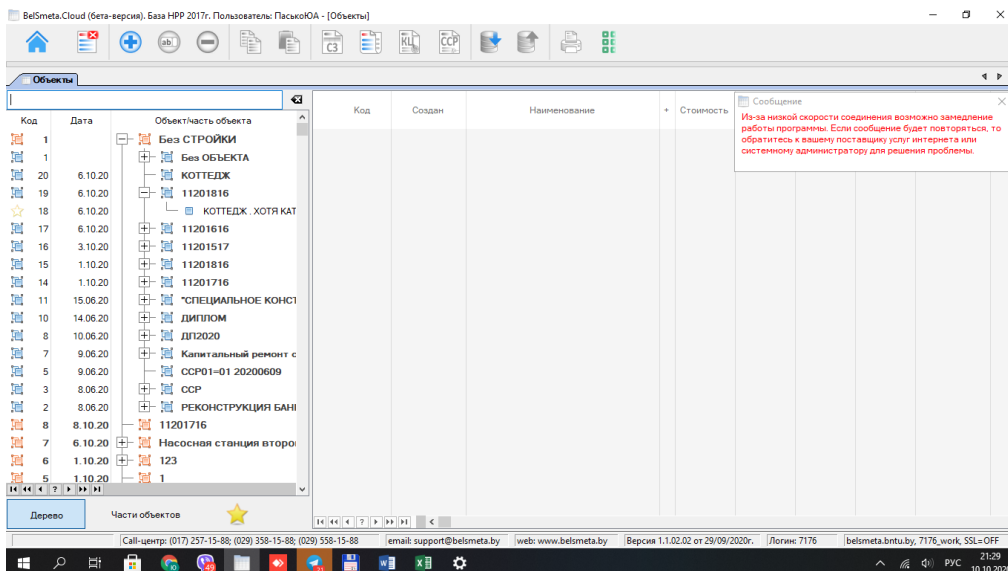 BelSmeta.Cloud (бета-версия). База НРР 2017г. Пользователь: ПаськоЮА - [Объекты]
ab
СЗ
КЦ
ССР
Объекты
Код Дата Объект/часть объекта
1 Без СТРОЙКИ
1 Без ОБЪЕКТА
20 6.10.20 КОТТЕДЖ
19 6.10.20 11201816
18 6.10.20 КОТТЕДЖ . ХОТЯ КАТ
17 6.10.20 11201616
16 3.10.20 11201517
15 1.10.20 11201816
14 1.10.20 11201716
11 15.06.20 "СПЕЦИАЛЬНОЕ КОНСТ
10 14.06.20 ДИПЛОМ
8 10.06.20 ДП2020
7 9.06.20 Капитальный ремонт с
5 9.06.20 ССР01=01 20200609
3 8.06.20 ССР
2 8.06.20 РЕКОНСТРУКЦИЯ БАН
8 8.10.20 11201716
7 6.10.20 Насосная станция второ
6 1.10.20 123
5 1.10.20 1
Дерево Части объектов
Код Создан Наименование + Стоимость
Сообщение
Из-за низкой скорости соединения возможно замедление
работы программы. Если сообщение будет повторяться, то
обратитесь к вашему поставщику услуг интернета или
системному администратору для решения проблемы.
Call-центр: (017) 257-15-88; (029) 358-15-88; (029) 558-15-88 email: support@belsmeta.by web: www.belsmeta.by Версия 1.1.02.02 от 29/09/2020г. Логин: 7176 belsmeta.bntu.by, 7176_work, SSL=OFF
49
РУС
21:29
10.10.202